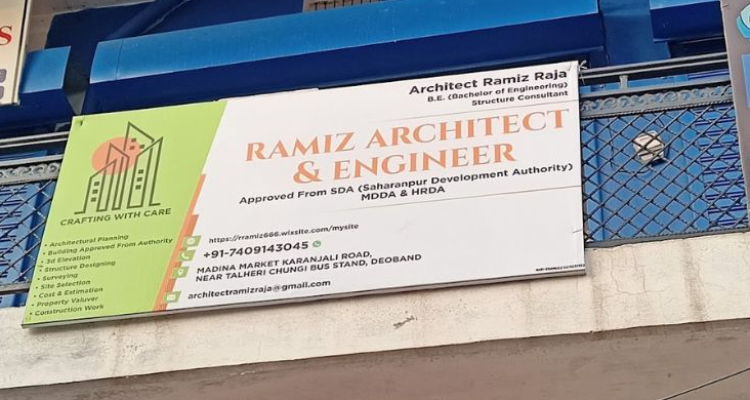 S
Architect Ramiz Raja
B.E. (Bachelor of Engineering)
Structure Consultant
RAMIZ ARCHITECT
& ENGINEER
Approved From SDA (Saharanpur Development Authority)
MDDA & HRDA
CRAFTING WITH CARE
• Architectural Planning
• Building Approved From Authority
• 3d Elevation
• Structure Designing
• Surveying
• Site Selection
• Cost & Estimation
• Property Valuver
• Construction Work
https://rramiz666.wixsite.com/mysite
+91-7409143045
MADINA MARKET KARANJALI ROAD,
NEAR TALHERI CHUNGI BUS STAND, DEOBAND
architectramizraja@gmail.com